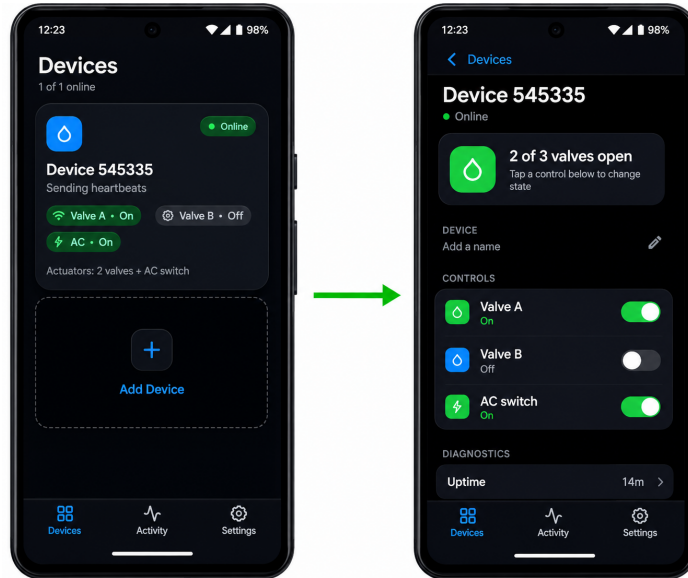 12:23
98%
Devices
1 of 1 online
Online
Device 545335
Sending heartbeats
Valve A • On
Valve B • Off
AC • On
Actuators: 2 valves + AC switch
Add Device
Devices
Activity
Settings
12:23
98%
Devices
Device 545335
Online
2 of 3 valves open
Tap a control below to change
state
DEVICE
Add a name
CONTROLS
Valve A
On
Valve B
Off
AC switch
On
DIAGNOSTICS
Uptime 14m
Devices
Activity
Settings